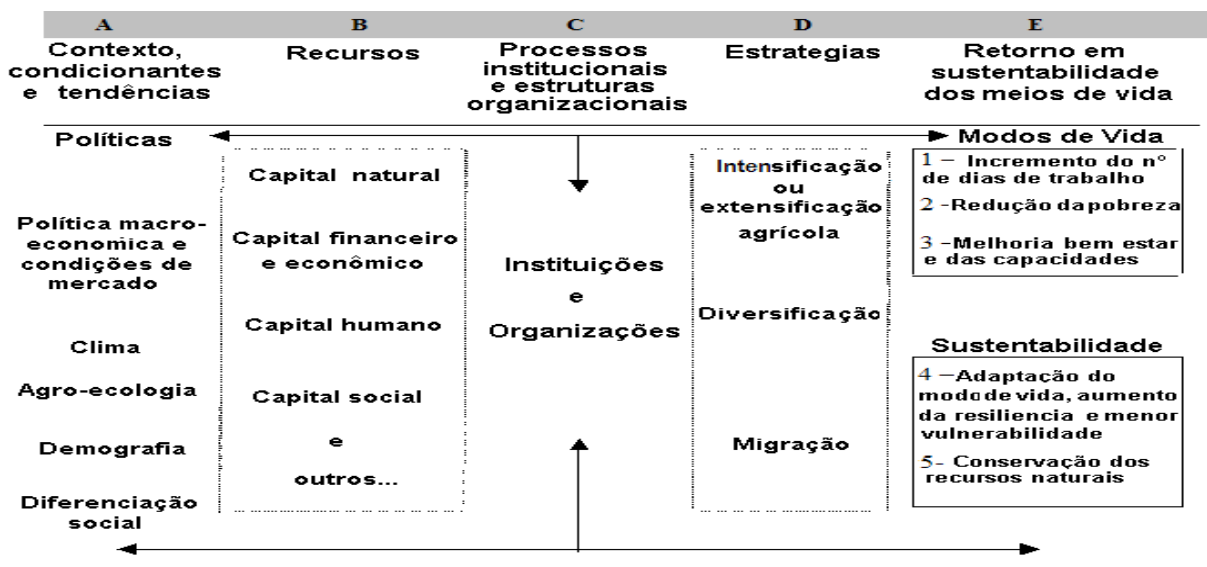 A
B
C
D
E
Contexto,
condicionantes
e tendências
Recursos
Processos
institucionais
e estruturas
organizacionais
Estrategias
Retorno em
sustentabilidade
dos meios de vida
Políticas
Política macro-
economica e
condições de
mercado
Clima
Agro-ecologia
Demografia
Diferenciação
social
Capital natural
Capital financeiro
e econômico
Capital humano
Capital social
e
outros...
Instituições
e
Organizações
Intensificação
ou
extensificação
agrícola
Diversificação
Migração
Modos de Vida
1 – Incremento do nº
de dias de trabalho
2 -Redução da pobreza
3 –Melhoria bem estar
e das capacidades
Sustentabilidade
4 –Adaptação do
modo de vida, aumento
da resiliencia e menor
vulnerabilidade
5- Conservação dos
recursos naturais